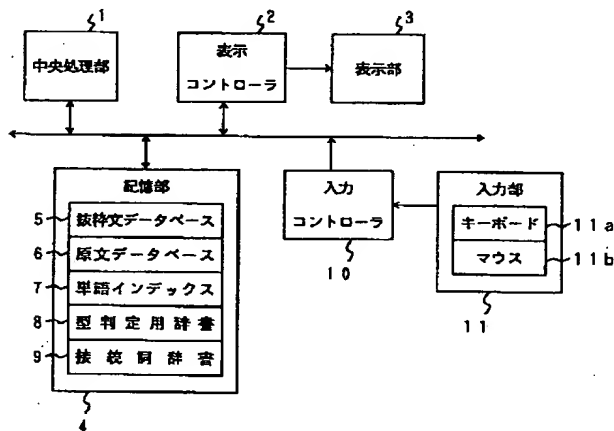 1
中央処理部
2
表示
コントローラ
3
表示部
記憶部
5 抜粋文データベース
6 原文データベース
7 単語インデックス
8 型判定用辞書
9 接続詞辞書
4
入力
コントローラ
10
入力部
キーボード 11a
マウス 11b
11